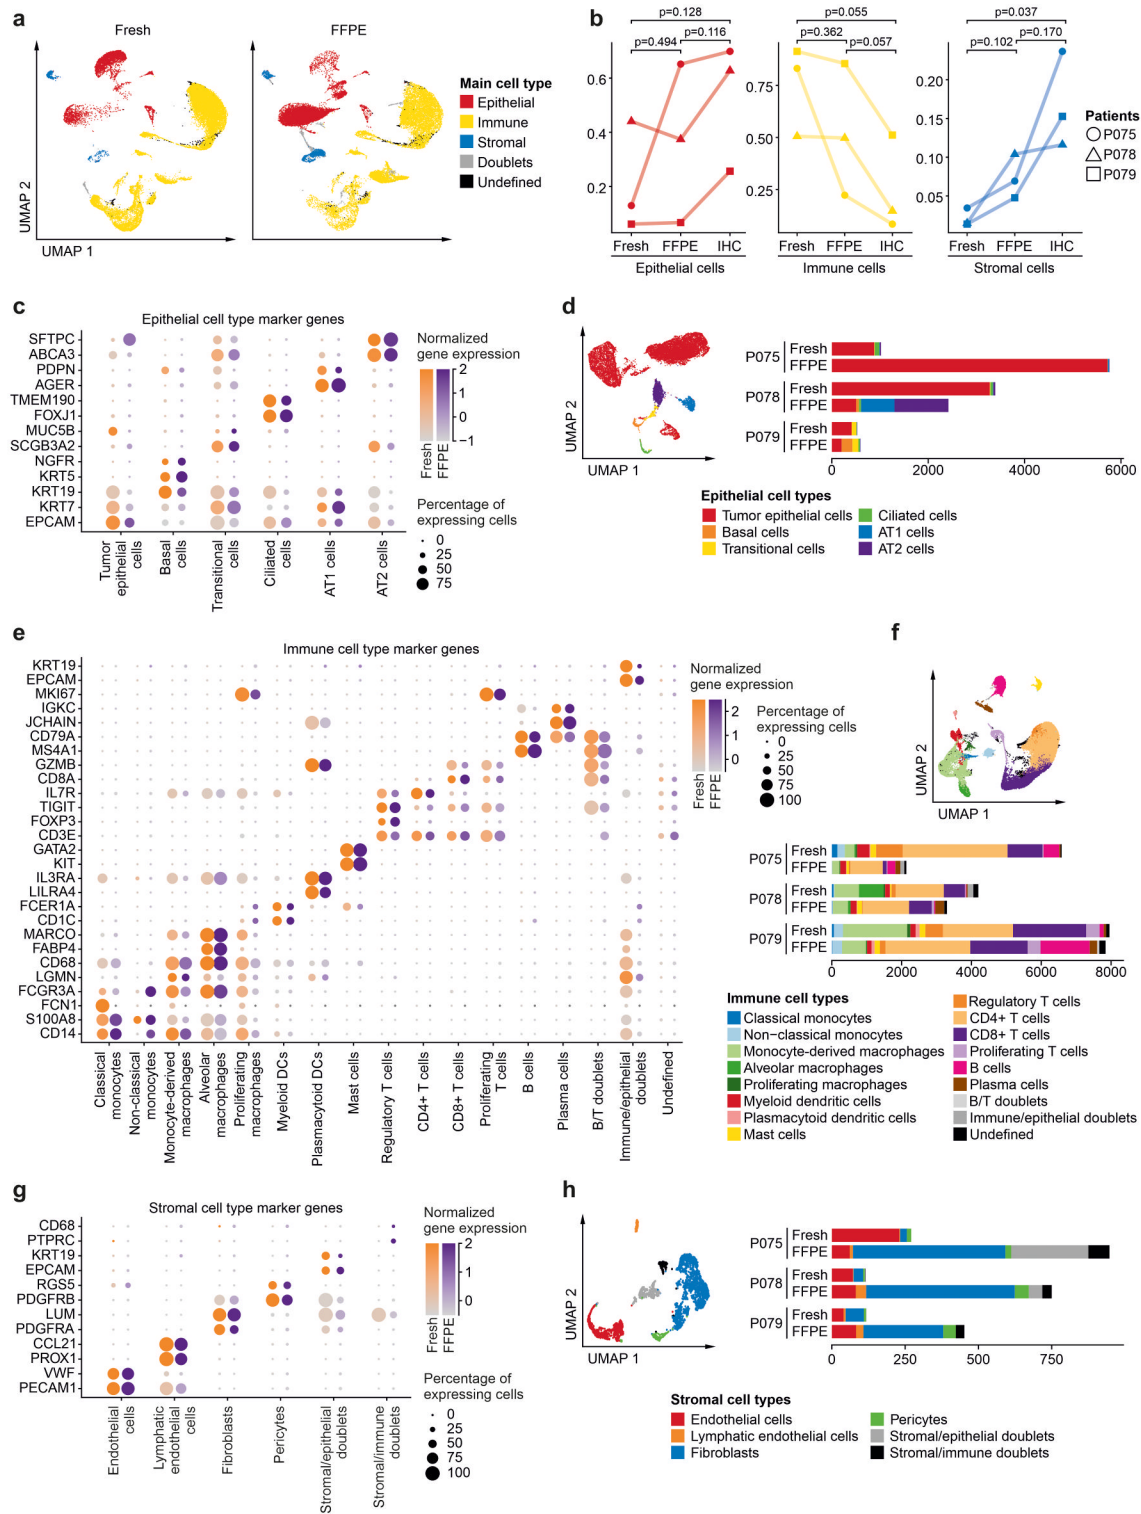 a
Fresh
FFPE
UMAP 2
UMAP 1
Main cell type
Epithelial
Immune
Stromal
Doublets
Undefined
b
p=0.128
p=0.494
p=0.116
0.6
0.4
0.2
Fresh FFPE IHC
Epithelial cells
p=0.055
p=0.362
p=0.057
0.75
0.50
0.25
Fresh FFPE IHC
Immune cells
p=0.037
p=0.102
p=0.170
0.20
0.15
0.10
0.05
Fresh FFPE IHC
Stromal cells
Patients
P075
P078
P079
c
Epithelial cell type marker genes
SFTPC
ABCA3
PDPN
AGER
TMEM190
FOXJ1
MUC5B
SCGB3A2
NGFR
KRT5
KRT19
KRT7
EPCAM
Tumor epithelial cells
Basal cells
Transitional cells
Ciliated cells
AT1 cells
AT2 cells
Normalized
gene expression
2
1
0
−1
Fresh
FFPE
Percentage of
expressing cells
0
25
50
75
d
UMAP 2
UMAP 1
P075
Fresh
FFPE
P078
Fresh
FFPE
P079
Fresh
FFPE
0 2000 4000 6000
Epithelial cell types
Tumor epithelial cells
Basal cells
Transitional cells
Ciliated cells
AT1 cells
AT2 cells
e
Immune cell type marker genes
KRT19
EPCAM
MKI67
IGKC
JCHAIN
CD79A
MS4A1
GZMB
CD8A
IL7R
TIGIT
FOXP3
CD3E
GATA2
KIT
IL3RA
LILRA4
FCER1A
CD1C
MARCO
FABP4
CD68
LGMN
FCGR3A
FCN1
S100A8
CD14
Classical monocytes
Non-classical monocytes
Monocyte-derived macrophages
Alveolar macrophages
Proliferating macrophages
Myeloid DCs
Plasmacytoid DCs
Mast cells
Regulatory T cells
CD4+ T cells
CD8+ T cells
Proliferating T cells
B cells
Plasma cells
B/T doublets
Immune/epithelial doublets
Undefined
Normalized
gene expression
2
1
0
Fresh
FFPE
Percentage of
expressing cells
0
25
50
75
100
f
UMAP 2
UMAP 1
P075
Fresh
FFPE
P078
Fresh
FFPE
P079
Fresh
FFPE
0 2000 4000 6000 8000
Immune cell types
Classical monocytes
Non-classical monocytes
Monocyte-derived macrophages
Alveolar macrophages
Proliferating macrophages
Myeloid dendritic cells
Plasmacytoid dendritic cells
Mast cells
Regulatory T cells
CD4+ T cells
CD8+ T cells
Proliferating T cells
B cells
Plasma cells
B/T doublets
Immune/epithelial doublets
Undefined
g
Stromal cell type marker genes
CD68
PTPRC
KRT19
EPCAM
RGS5
PDGFRB
LUM
PDGFRA
CCL21
PROX1
VWF
PECAM1
Endothelial cells
Lymphatic endothelial cells
Fibroblasts
Pericytes
Stromal/epithelial doublets
Stromal/immune doublets
Normalized
gene expression
2
1
0
Fresh
FFPE
Percentage of
expressing cells
0
25
50
75
100
h
UMAP 2
UMAP 1
P075
Fresh
FFPE
P078
Fresh
FFPE
P079
Fresh
FFPE
0 250 500 750
Stromal cell types
Endothelial cells
Lymphatic endothelial cells
Fibroblasts
Pericytes
Stromal/epithelial doublets
Stromal/immune doublets